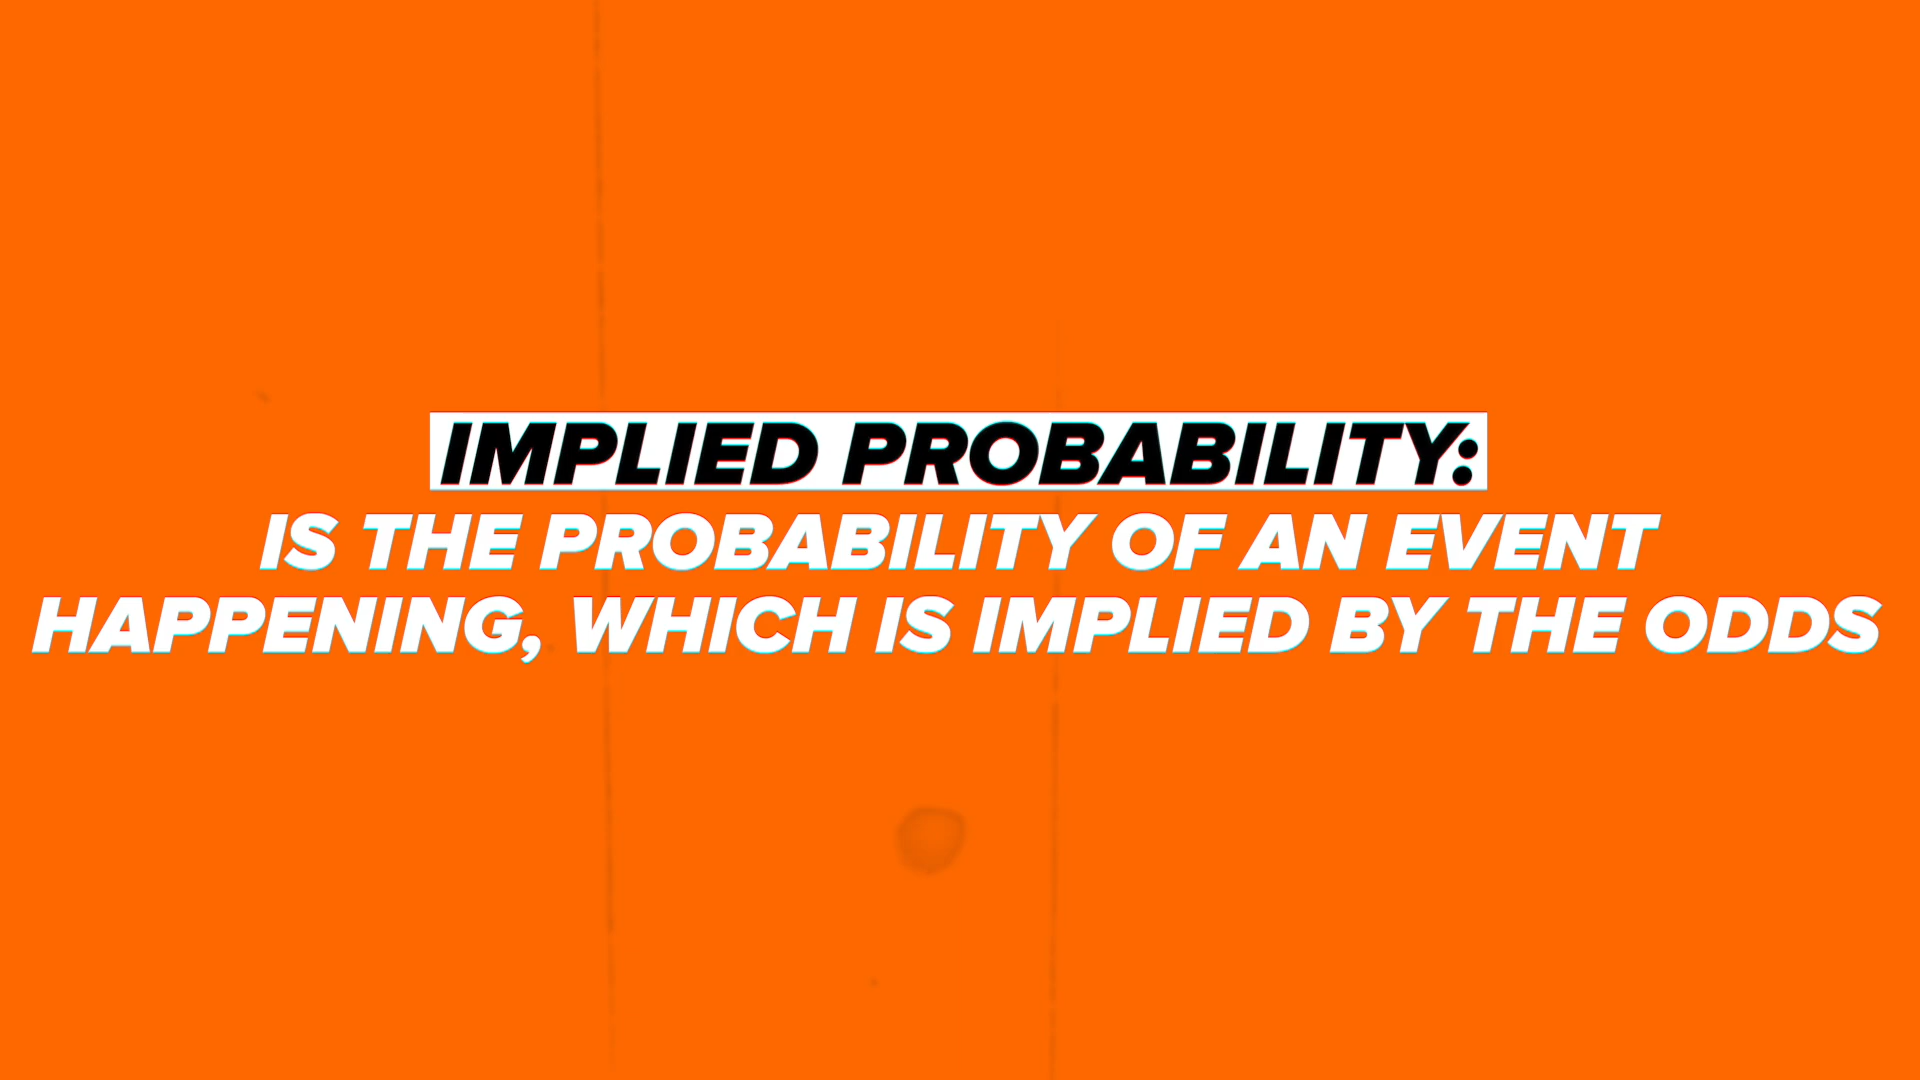 IMPLIED PROBABILITY:
IS THE PROBABILITY OF AN EVENT
HAPPENING, WHICH IS IMPLIED BY THE ODDS